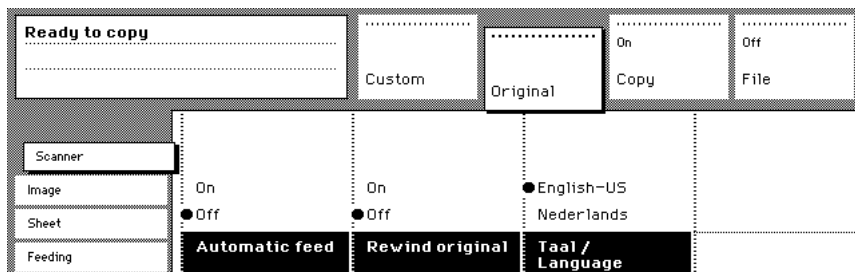 Ready to copy
Custom
Original
On
Copy
Off
File
Scanner
Image
Sheet
Feeding
On
Off
Automatic feed
On
Off
Rewind original
English-US
Nederlands
Taal /
Language